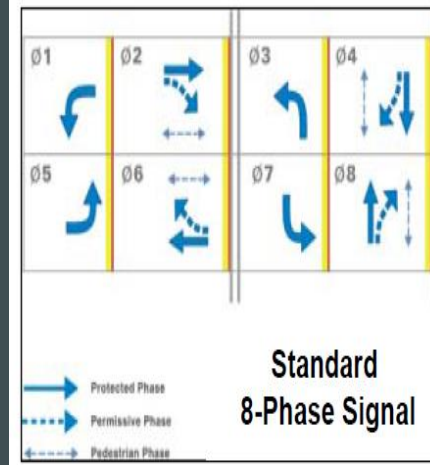 Ø1 Ø2 Ø3 Ø4
Ø5 Ø6 Ø7 Ø8
Standard
8-Phase Signal
Protected Phase
Permissive Phase
Pedestrian Phase